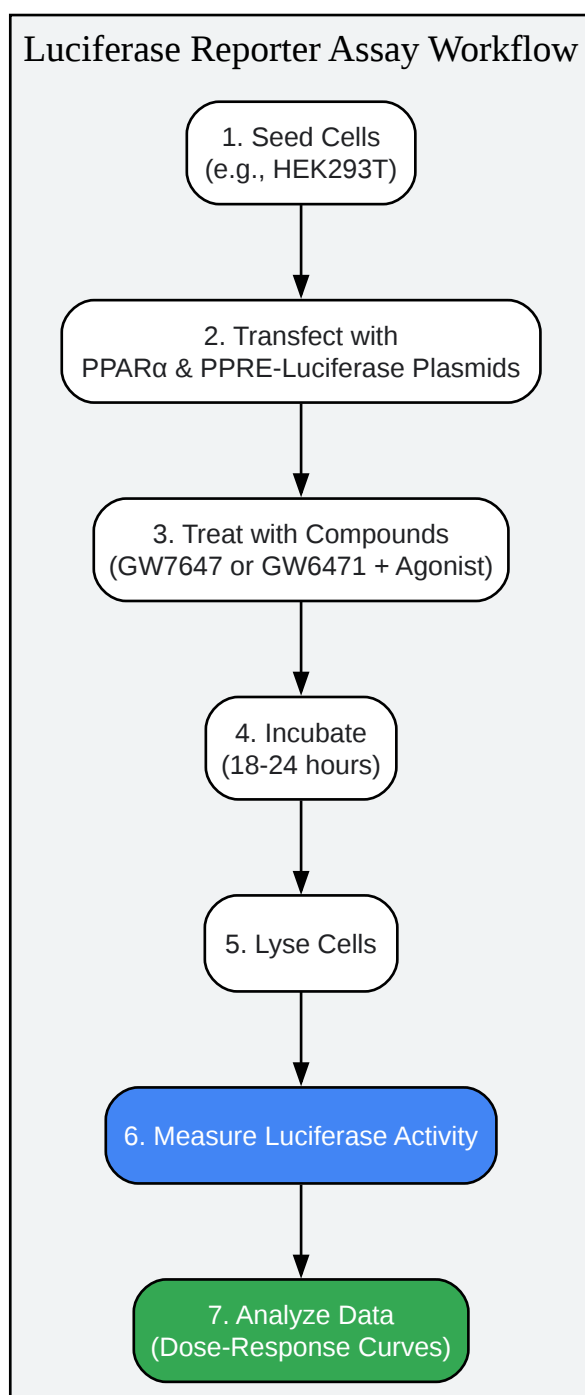 Luciferase Reporter Assay Workflow
1. Seed Cells
(e.g., HEK293T)
2. Transfect with
PPARα & PPRE-Luciferase Plasmids
3. Treat with Compounds
(GW7647 or GW6471 + Agonist)
4. Incubate
(18-24 hours)
5. Lyse Cells
6. Measure Luciferase Activity
7. Analyze Data
(Dose-Response Curves)